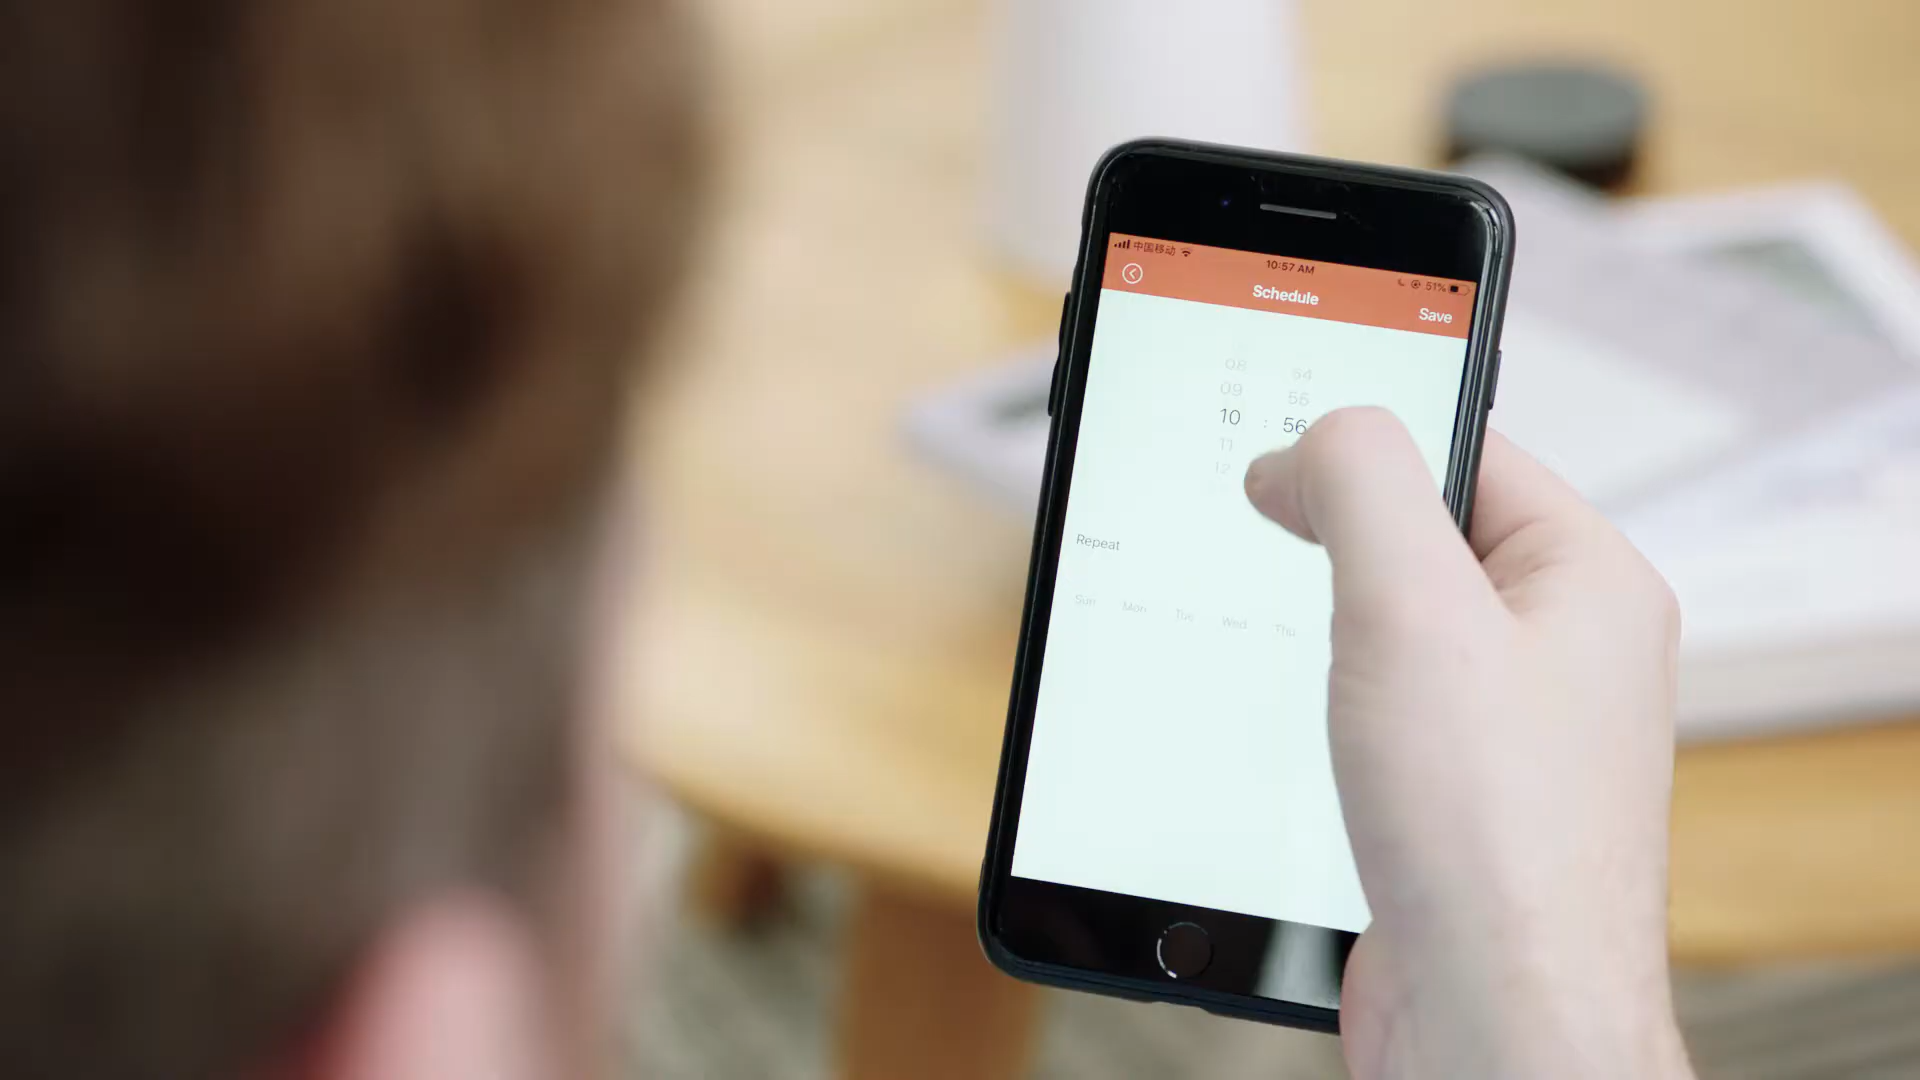 中国移动
10:57 AM
51%
Schedule
Save
08 54
09 55
10 : 56
11
12
Repeat
Sun Mon Tue Wed Thu